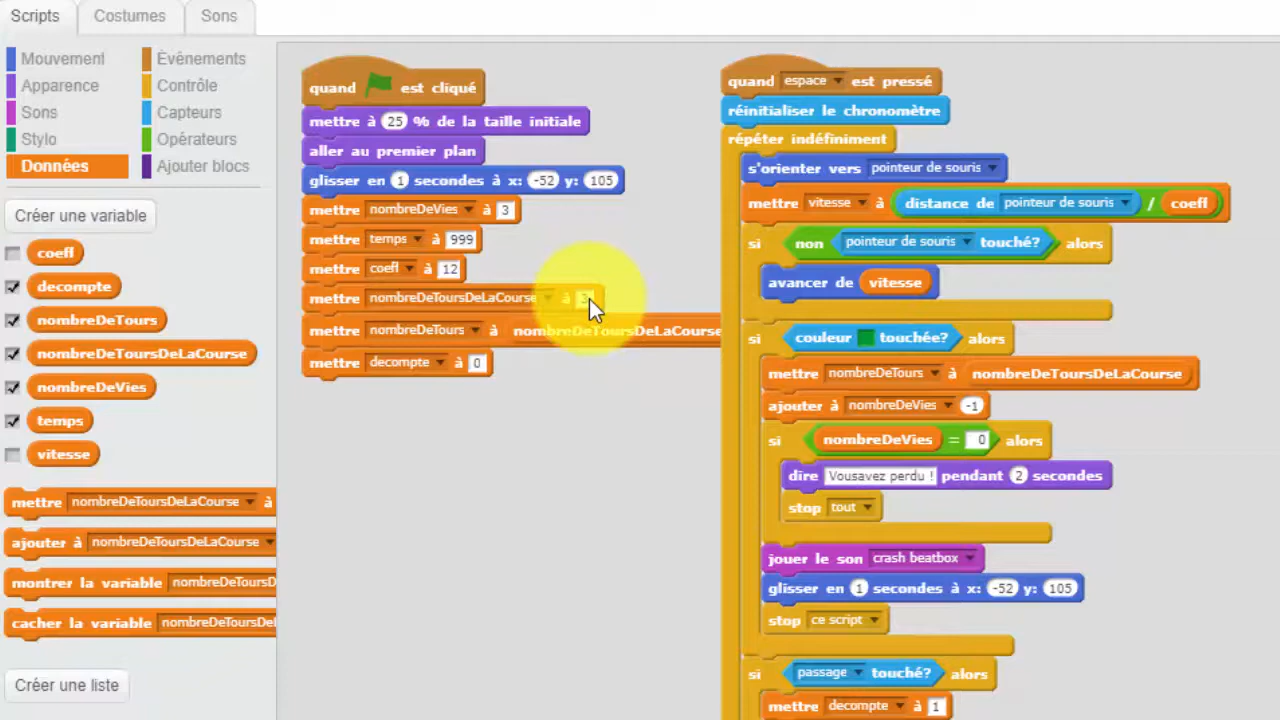 Scripts Costumes Sons
Mouvement Évènements
Apparence Contrôle
Sons Capteurs
Stylo Opérateurs
Données Ajouter blocs
Créer une variable
coeff
decompte
nombreDeTours
nombreDeToursDeLaCourse
nombreDeVies
temps
vitesse
mettre nombreDeToursDeLaCourse à
ajouter à nombreDeToursDeLaCourse
montrer la variable nombreDeToursD
cacher la variable nombreDeToursDel
Créer une liste
quand est cliqué
mettre à 25 % de la taille initiale
aller au premier plan
glisser en 1 secondes à x: -52 y: 105
mettre nombreDeVies à 3
mettre temps à 999
mettre coeff à 12
mettre nombreDeToursDeLaCourse à 3
mettre nombreDeTours à nombreDeToursDeLaCourse
mettre decompte à 0
quand espace est pressé
réinitialiser le chronomètre
répéter indéfiniment
s'orienter vers pointeur de souris
mettre vitesse à distance de pointeur de souris / coeff
si non pointeur de souris touché? alors
avancer de vitesse
si couleur touchée? alors
mettre nombreDeTours à nombreDeToursDeLaCourse
ajouter à nombreDeVies -1
si nombreDeVies = 0 alors
dire Vousavez perdu ! pendant 2 secondes
stop tout
jouer le son crash beatbox
glisser en 1 secondes à x: -52 y: 105
stop ce script
si passage touché? alors
mettre decompte à 1